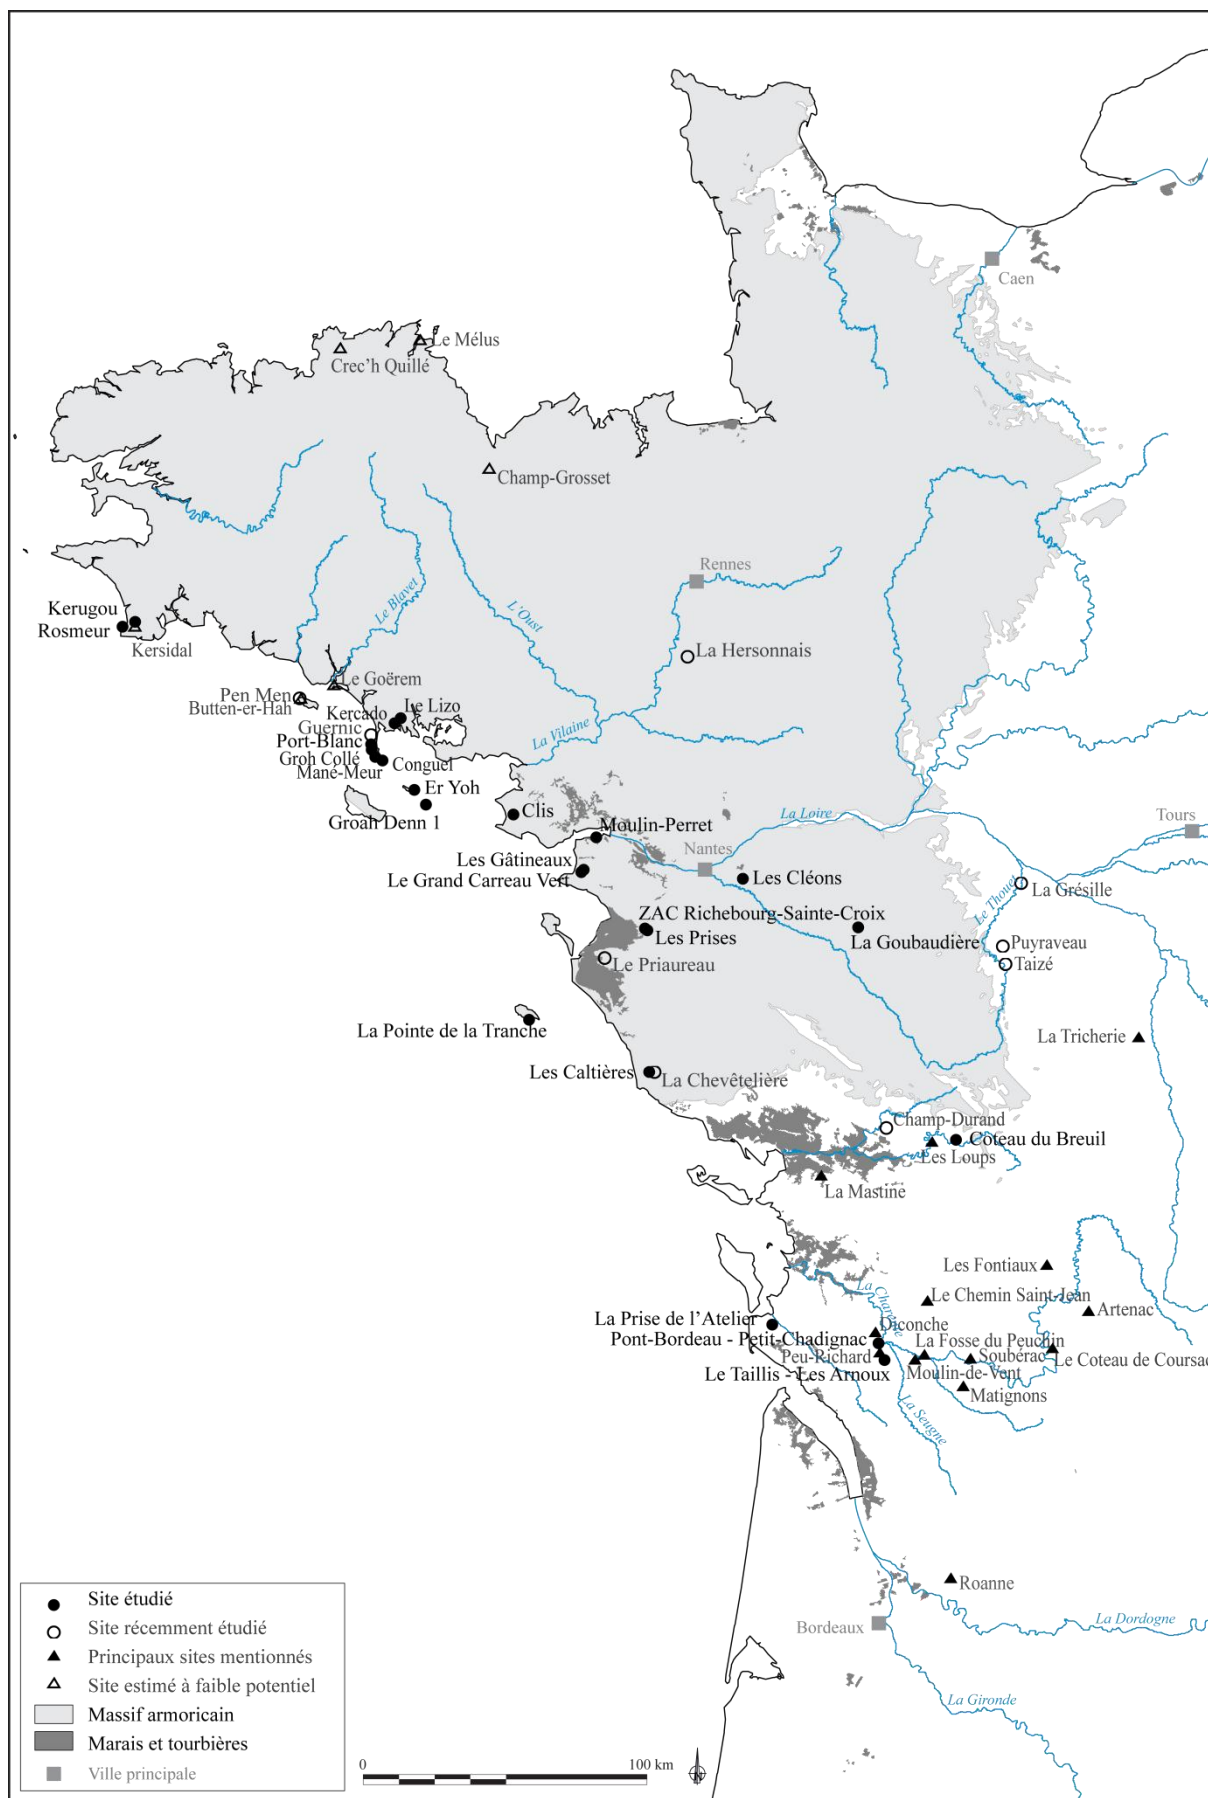 Caen
Le Mélus
Crec’h Quillé
Champ-Grosset
Rennes
Le Blavet
L’Oust
Kerugou
Rosmeur
Kersidal
La Hersonnais
Le Goërem
Pen Men
Butten-er-Hah
Kercado
Le Lizo
Guernic
Port-Blanc
Groh Collé
Mané-Meur
Conguel
La Vilaine
Er Yoh
Groah Denn 1
Clis
Moulin-Perret
La Loire
Tours
Nantes
Les Gâtineaux
Le Grand Carreau Vert
Les Cléons
La Grésille
Le Thouet
ZAC Richebourg-Sainte-Croix
Les Prises
La Goubaudière
Puyraveau
Taizé
Le Priaureau
La Pointe de la Tranche
La Tricherie
Les Caltières
La Chevêtelière
Champ-Durand
Coteau du Breuil
Les Loups
La Mastine
Les Fontiaux
La Charente
Le Chemin Saint-Jean
Artenac
La Prise de l’Atelier
Diconche
Pont-Bordeau - Petit-Chadignac
La Fosse du Peuchin
Peu-Richard
Soubérac
Le Coteau de Coursac
Le Taillis - Les Arnoux
Moulin-de-Vent
Matignons
La Seugne
Roanne
Bordeaux
La Dordogne
La Gironde
Site étudié
Site récemment étudié
Principaux sites mentionnés
Site estimé à faible potentiel
Massif armoricain
Marais et tourbières
Ville principale
0 100 km
N